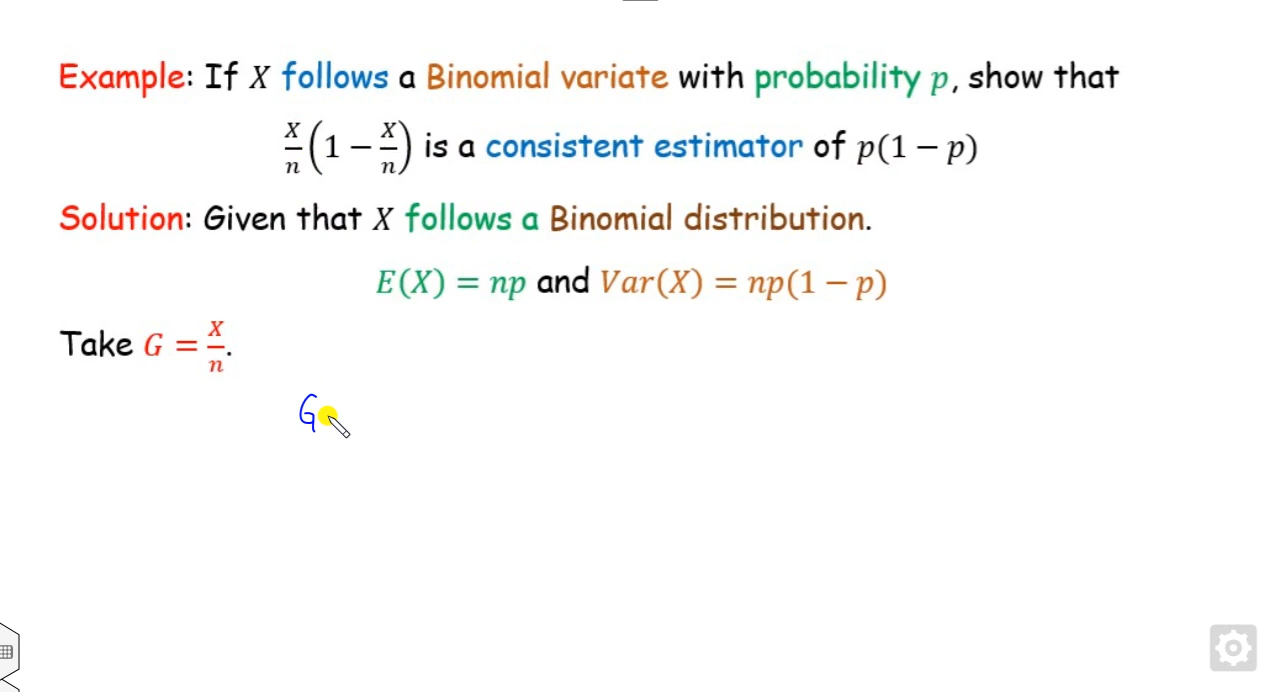 Example: If X follows a Binomial variate with probability p, show that
X/n (1 − X/n) is a consistent estimator of p(1 − p)
Solution: Given that X follows a Binomial distribution.
E(X) = np and Var(X) = np(1 − p)
Take G = X/n.
G